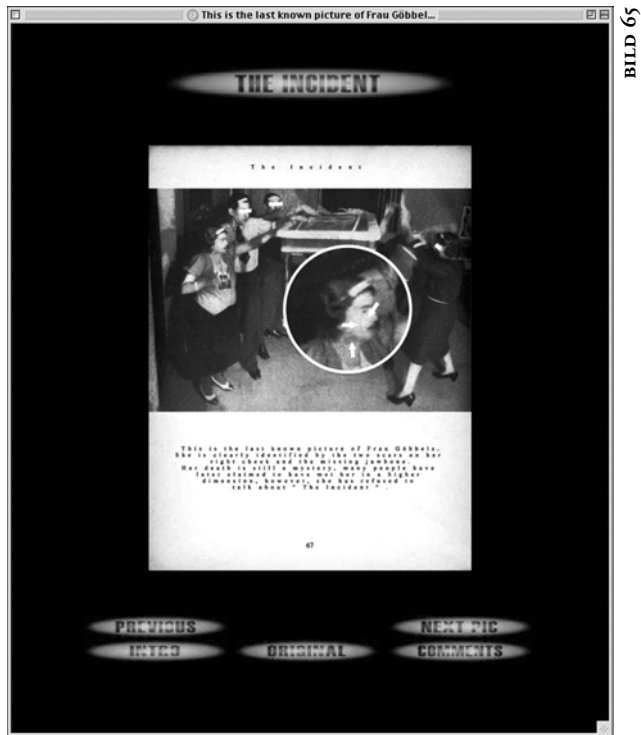 This is the last known picture of Frau Göbbel...
BILD 65
THE INCIDENT
The Incident
This is the last known picture of Frau Göbbels.
She is clearly identified by the two scars on her
right cheek and the missing jawbone.
Her death is still a mystery, many people have
later claimed to have met her in a higher
dimension, however, she has refused to
talk about " The Incident " .
67
PREVIOUS
NEXT PIC
INTRO
ORIGINAL
COMMENTS